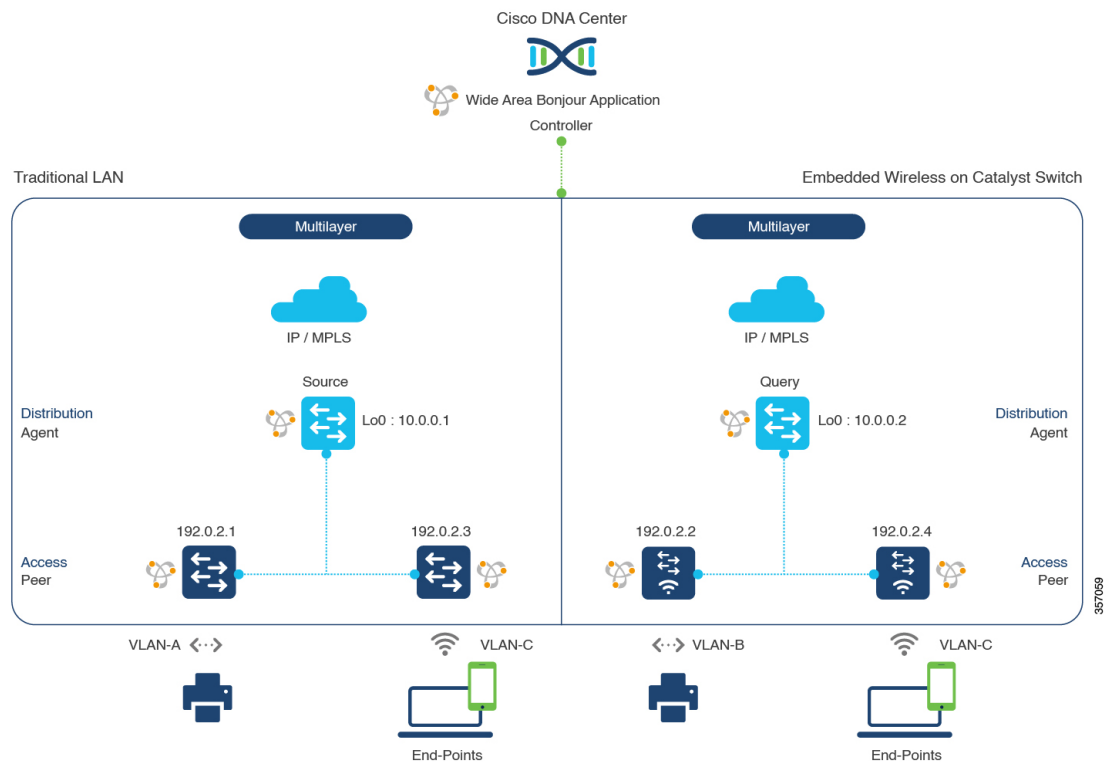 Cisco DNA Center
Wide Area Bonjour Application
Controller
Traditional LAN
Embedded Wireless on Catalyst Switch
Multilayer
Multilayer
IP / MPLS
IP / MPLS
Source
Query
Distribution
Agent
Lo0 : 10.0.0.1
Lo0 : 10.0.0.2
Distribution
Agent
192.0.2.1
192.0.2.3
192.0.2.2
192.0.2.4
Access
Peer
Access
Peer
357059
VLAN-A
VLAN-C
VLAN-B
VLAN-C
End-Points
End-Points